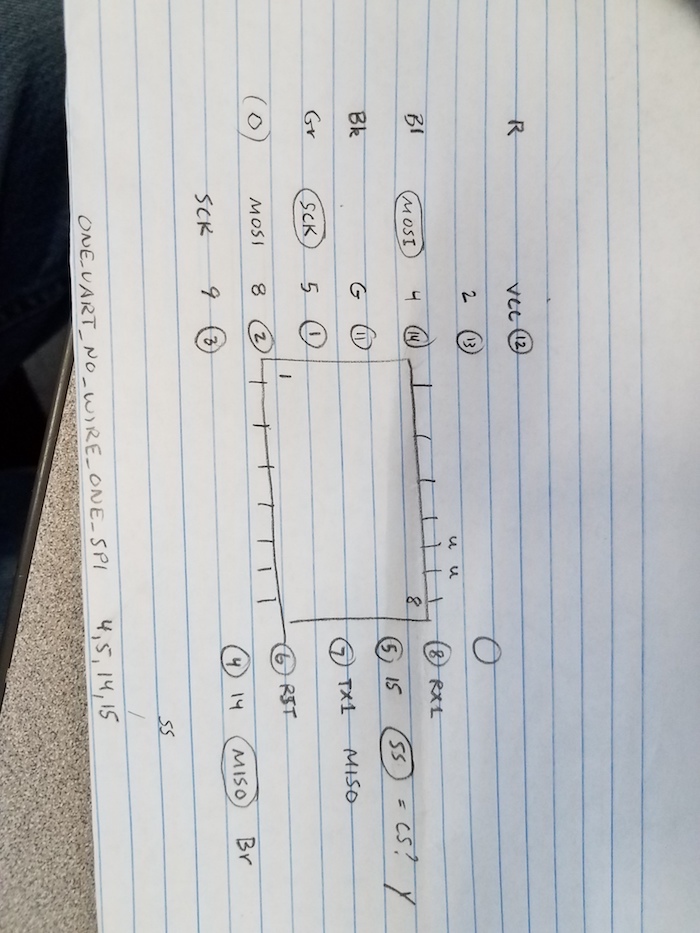 R VCC 12
2 13
u u
8 RX1
Bl MOSI 4 14
8
5 15 SS = CS? Y
Bk G 11
7 TX1 MISO
Gr SCK 5 1
1
6 RST
(O) MOSI 8 2
4 14 MISO Br
SCK 9 3
SS
ONE_UART_NO_WIRE_ONE_SPI 4,5,14,15